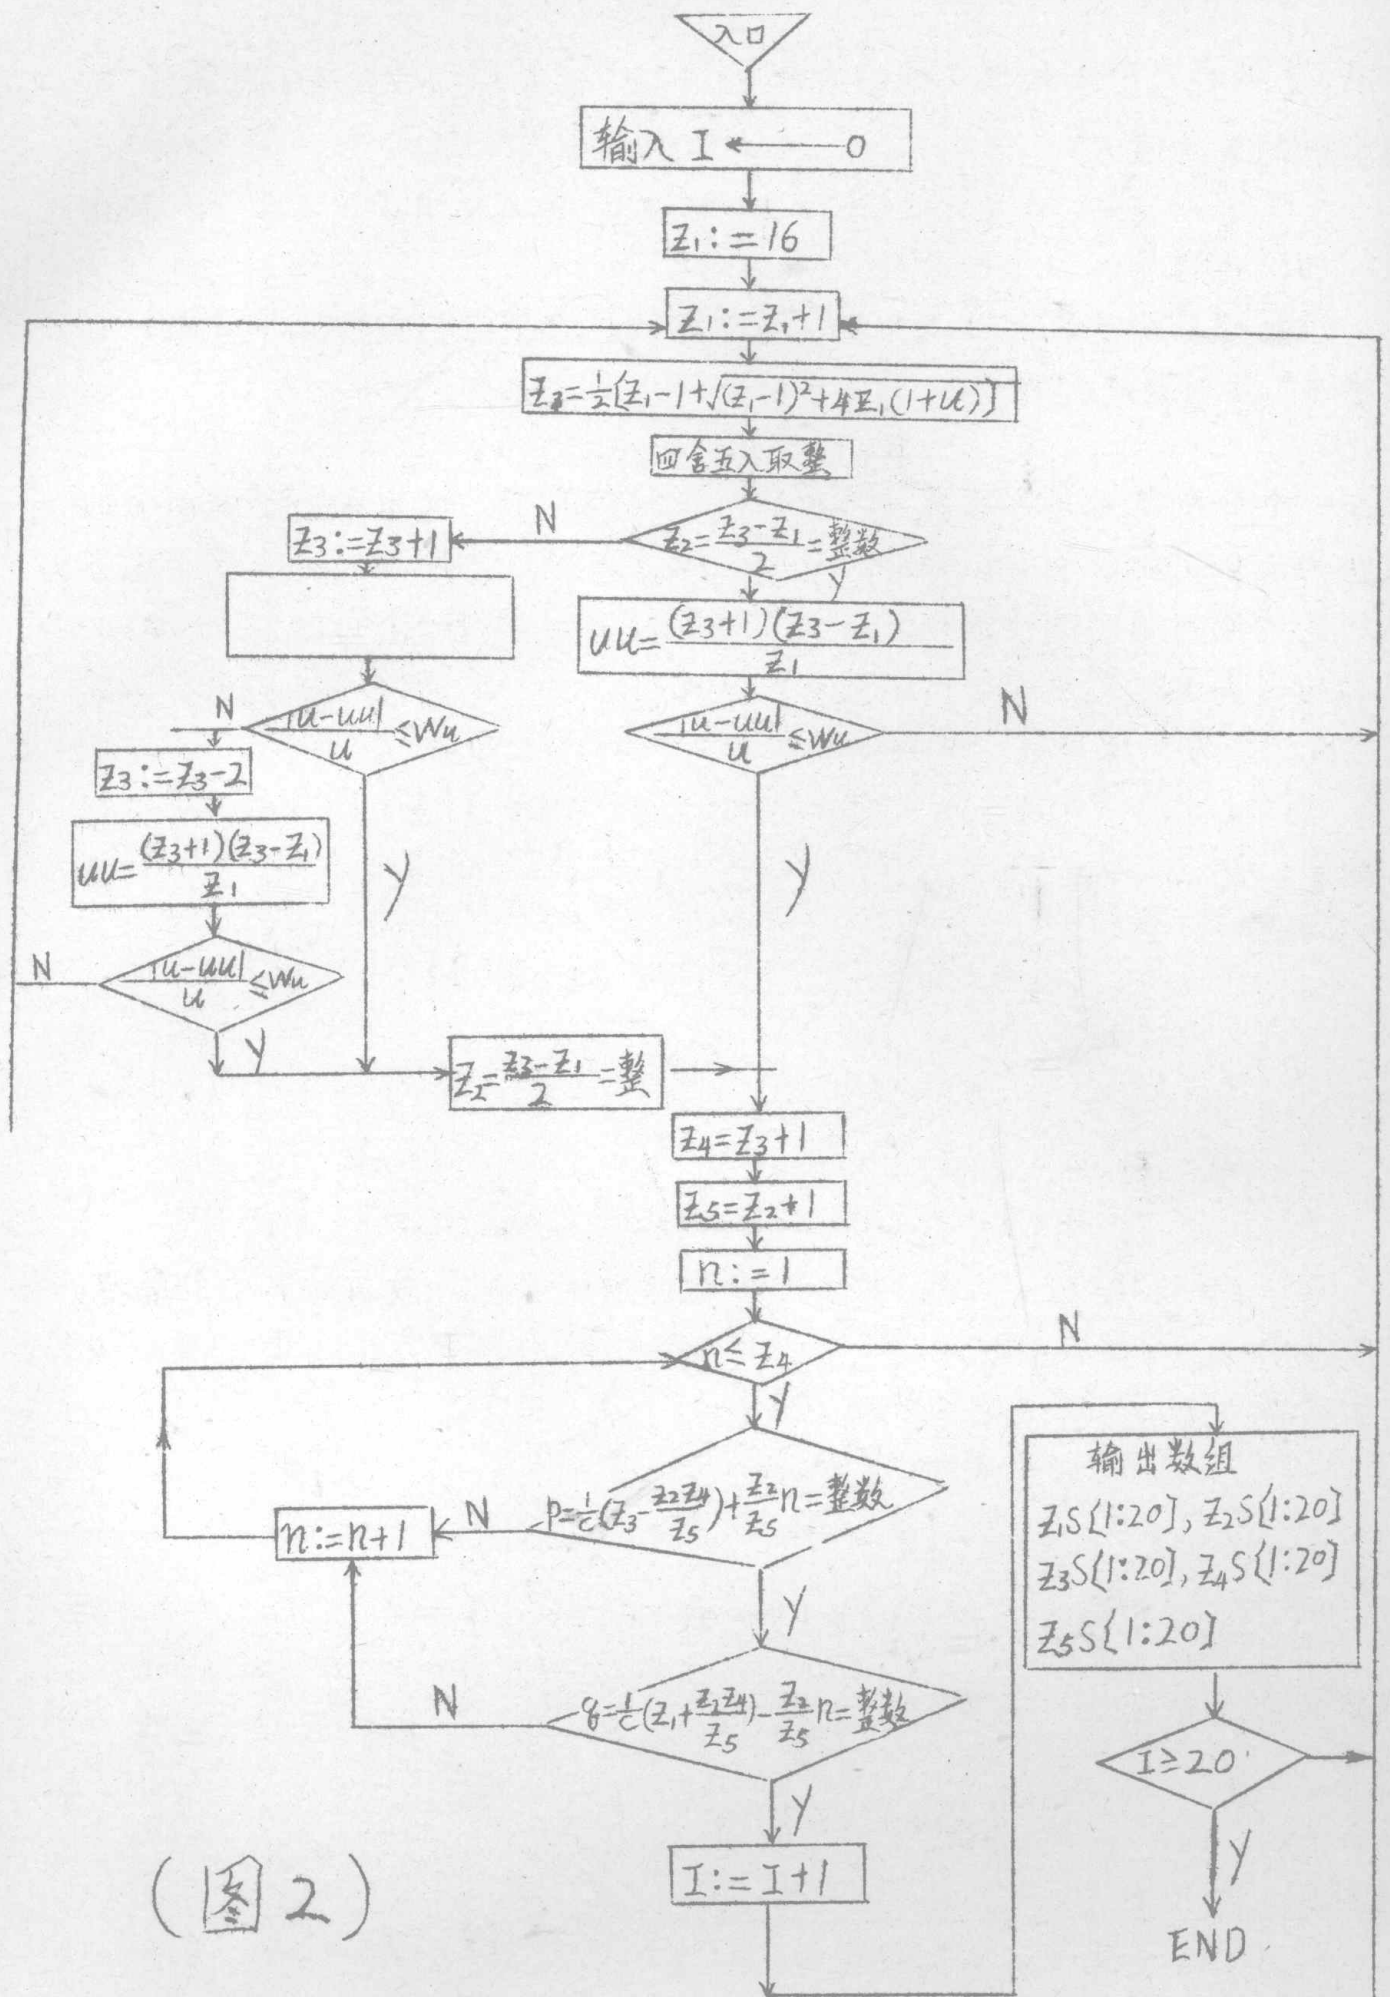 入口
输入 I ← 0
Z₁:=16
Z₁:=Z₁+1
Z₃=½{Z₁-1+√(Z₁-1)²+4Z₁(1+u)}
四舍五入取整
Z₂=(Z₃-Z₁)/2=整数
N
Z₃:=Z₃+1
Y
uu=(Z₃+1)(Z₃-Z₁)/Z₁
|u-uu|/u≤Wu
N
|u-uu|/u≤Wu
N
Z₃:=Z₃-2
uu=(Z₃+1)(Z₃-Z₁)/Z₁
Y
Y
|u-uu|/u≤Wu
N
Y
Z₂=(Z₃-Z₁)/2=整
Z₄=Z₃+1
Z₅=Z₂+1
n:=1
n≤Z₄
N
Y
P=1/C(Z₃-Z₂Z₄/Z₅)+Z₂/Z₅n=整数
N
n:=n+1
Y
q=1/C(Z₁+Z₂Z₄/Z₅)-Z₂/Z₅n=整数
N
Y
I:=I+1
输出数组
Z₁S{1:20},Z₂S{1:20}
Z₃S{1:20},Z₄S{1:20}
Z₅S{1:20}
I≥20
Y
END
(图2)